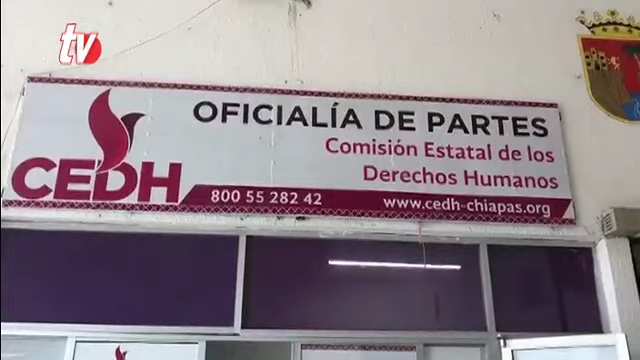 tv
OFICIALÍA DE PARTES
Comisión Estatal de los
Derechos Humanos
CEDH
800 55 282 42
www.cedh-chiapas.org